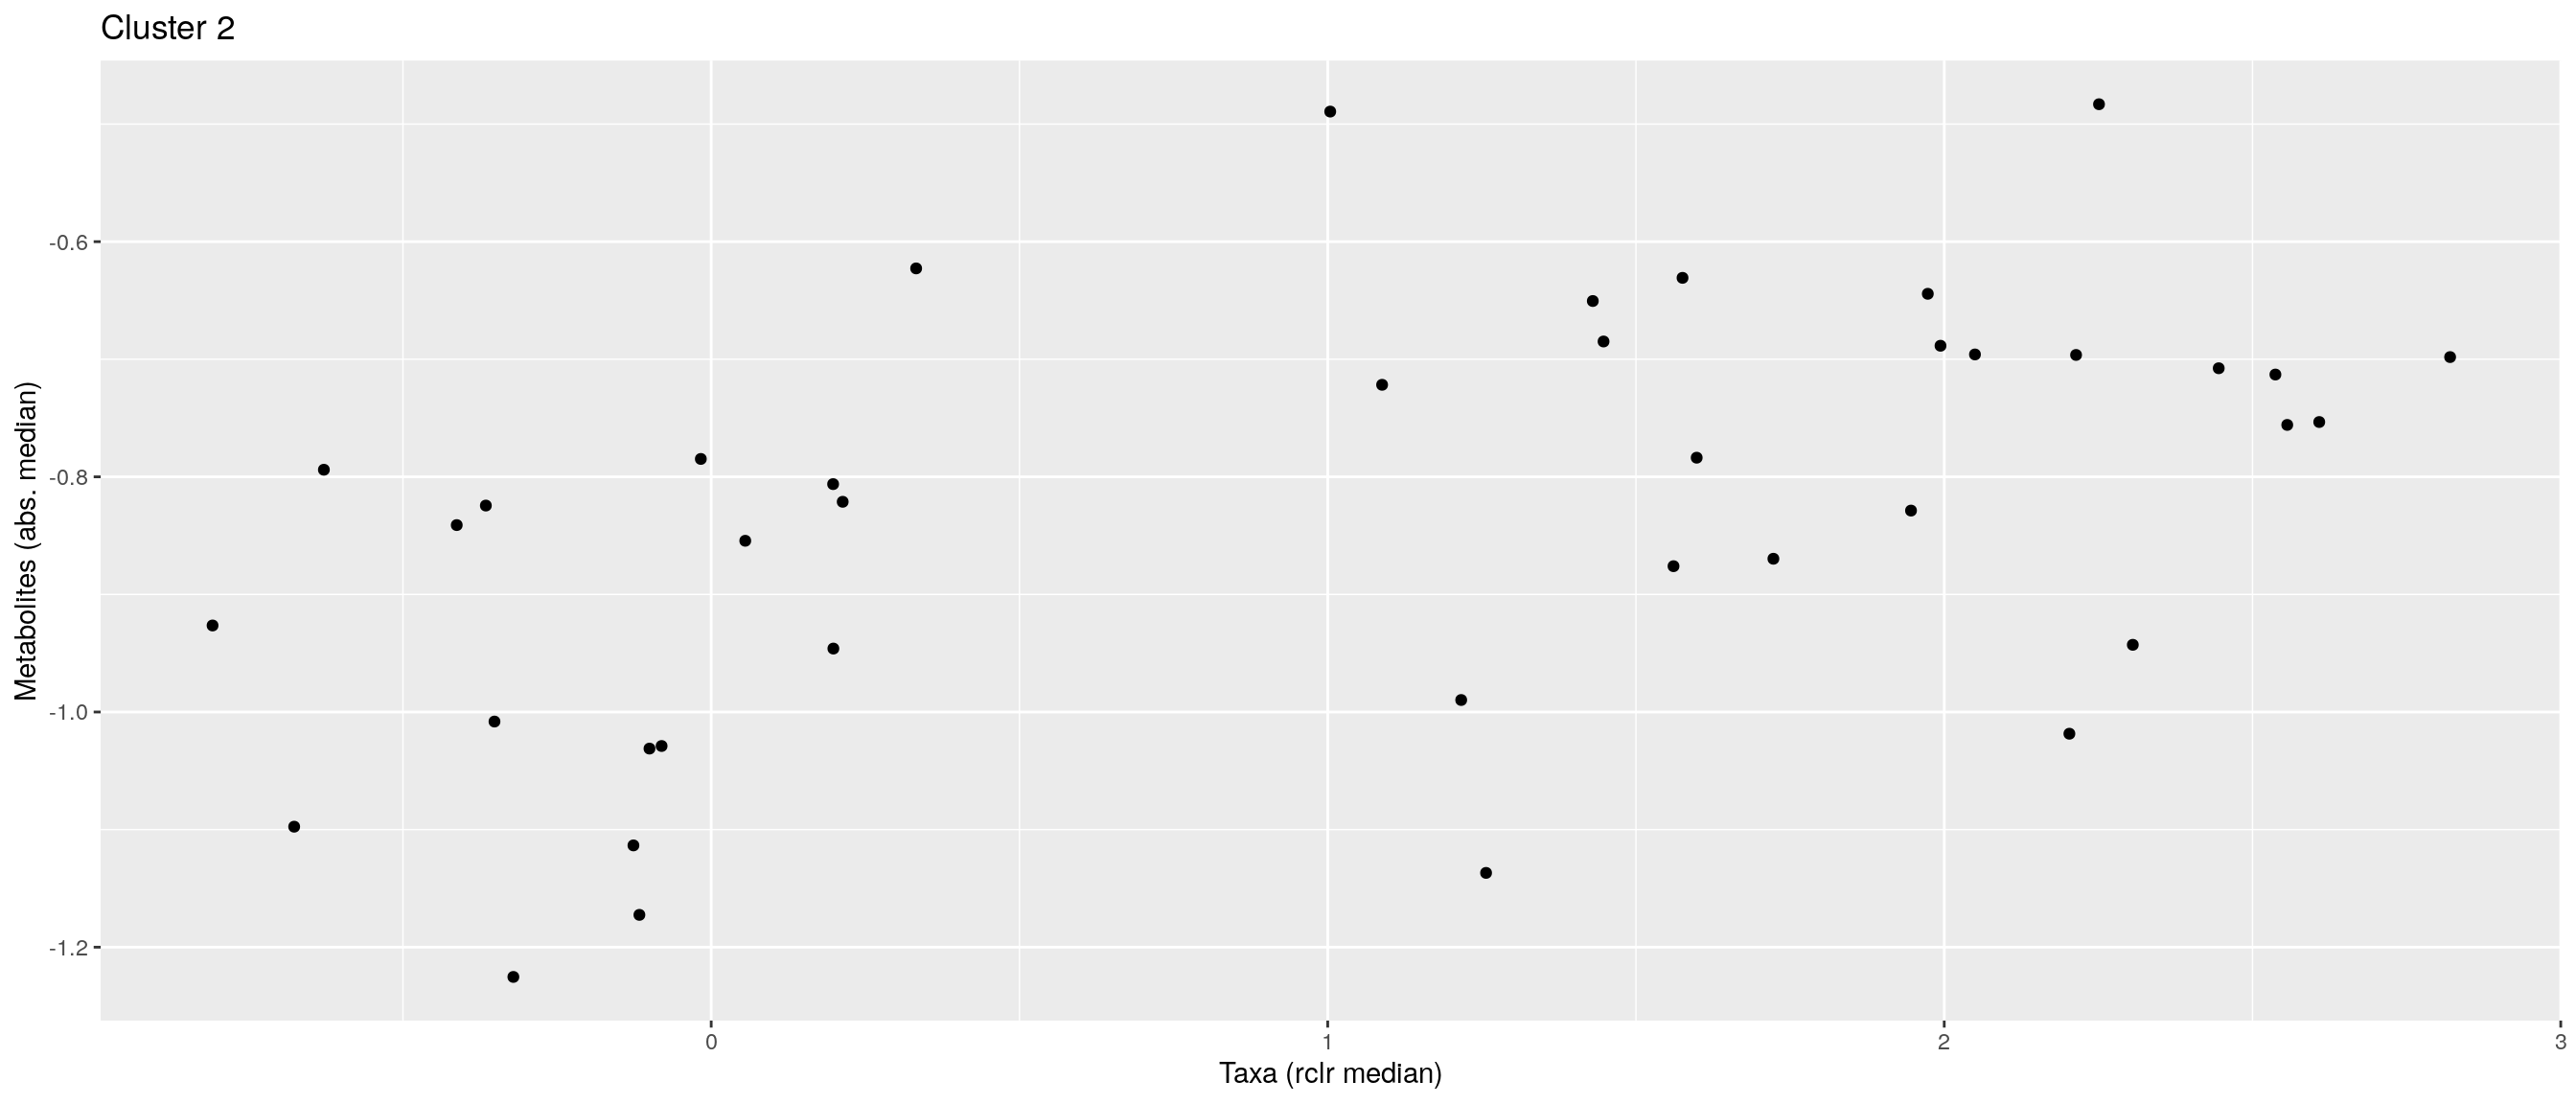 Cluster 2
Metabolites (abs. median)
-0.6
-0.8
-1.0
-1.2
0 1 2 3
Taxa (rclr median)